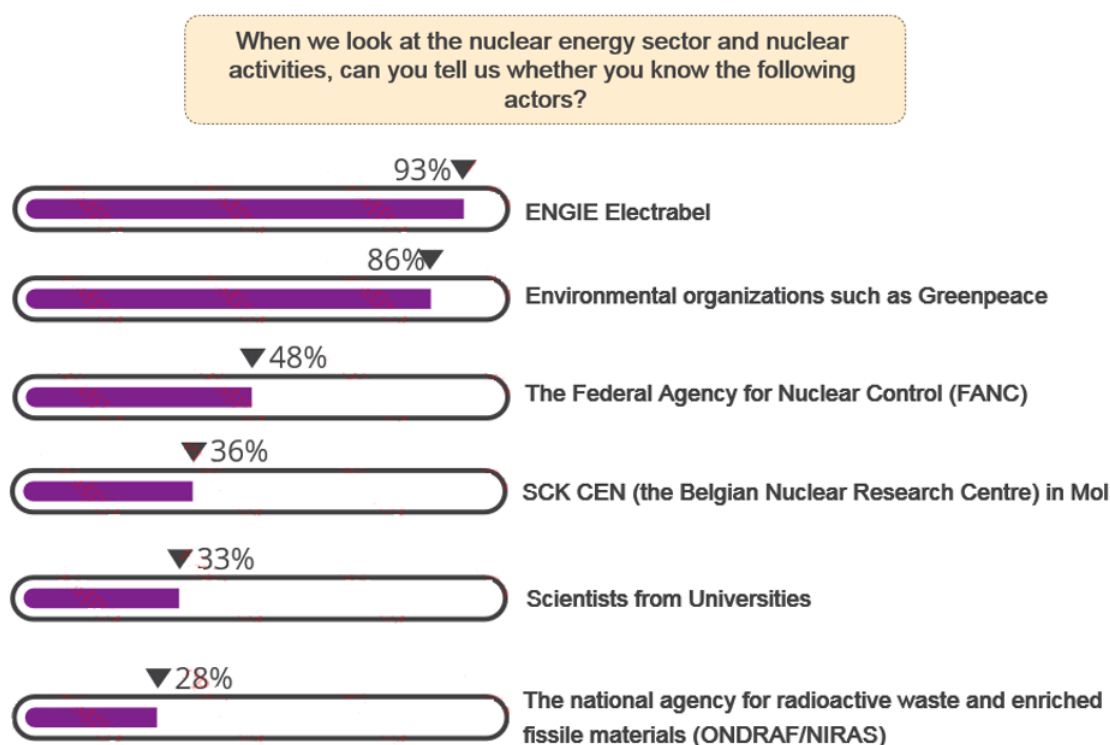 When we look at the nuclear energy sector and nuclear
activities, can you tell us whether you know the following
actors?
93%
ENGIE Electrabel
86%
Environmental organizations such as Greenpeace
48%
The Federal Agency for Nuclear Control (FANC)
36%
SCK CEN (the Belgian Nuclear Research Centre) in Mol
33%
Scientists from Universities
28%
The national agency for radioactive waste and enriched
fissile materials (ONDRAF/NIRAS)